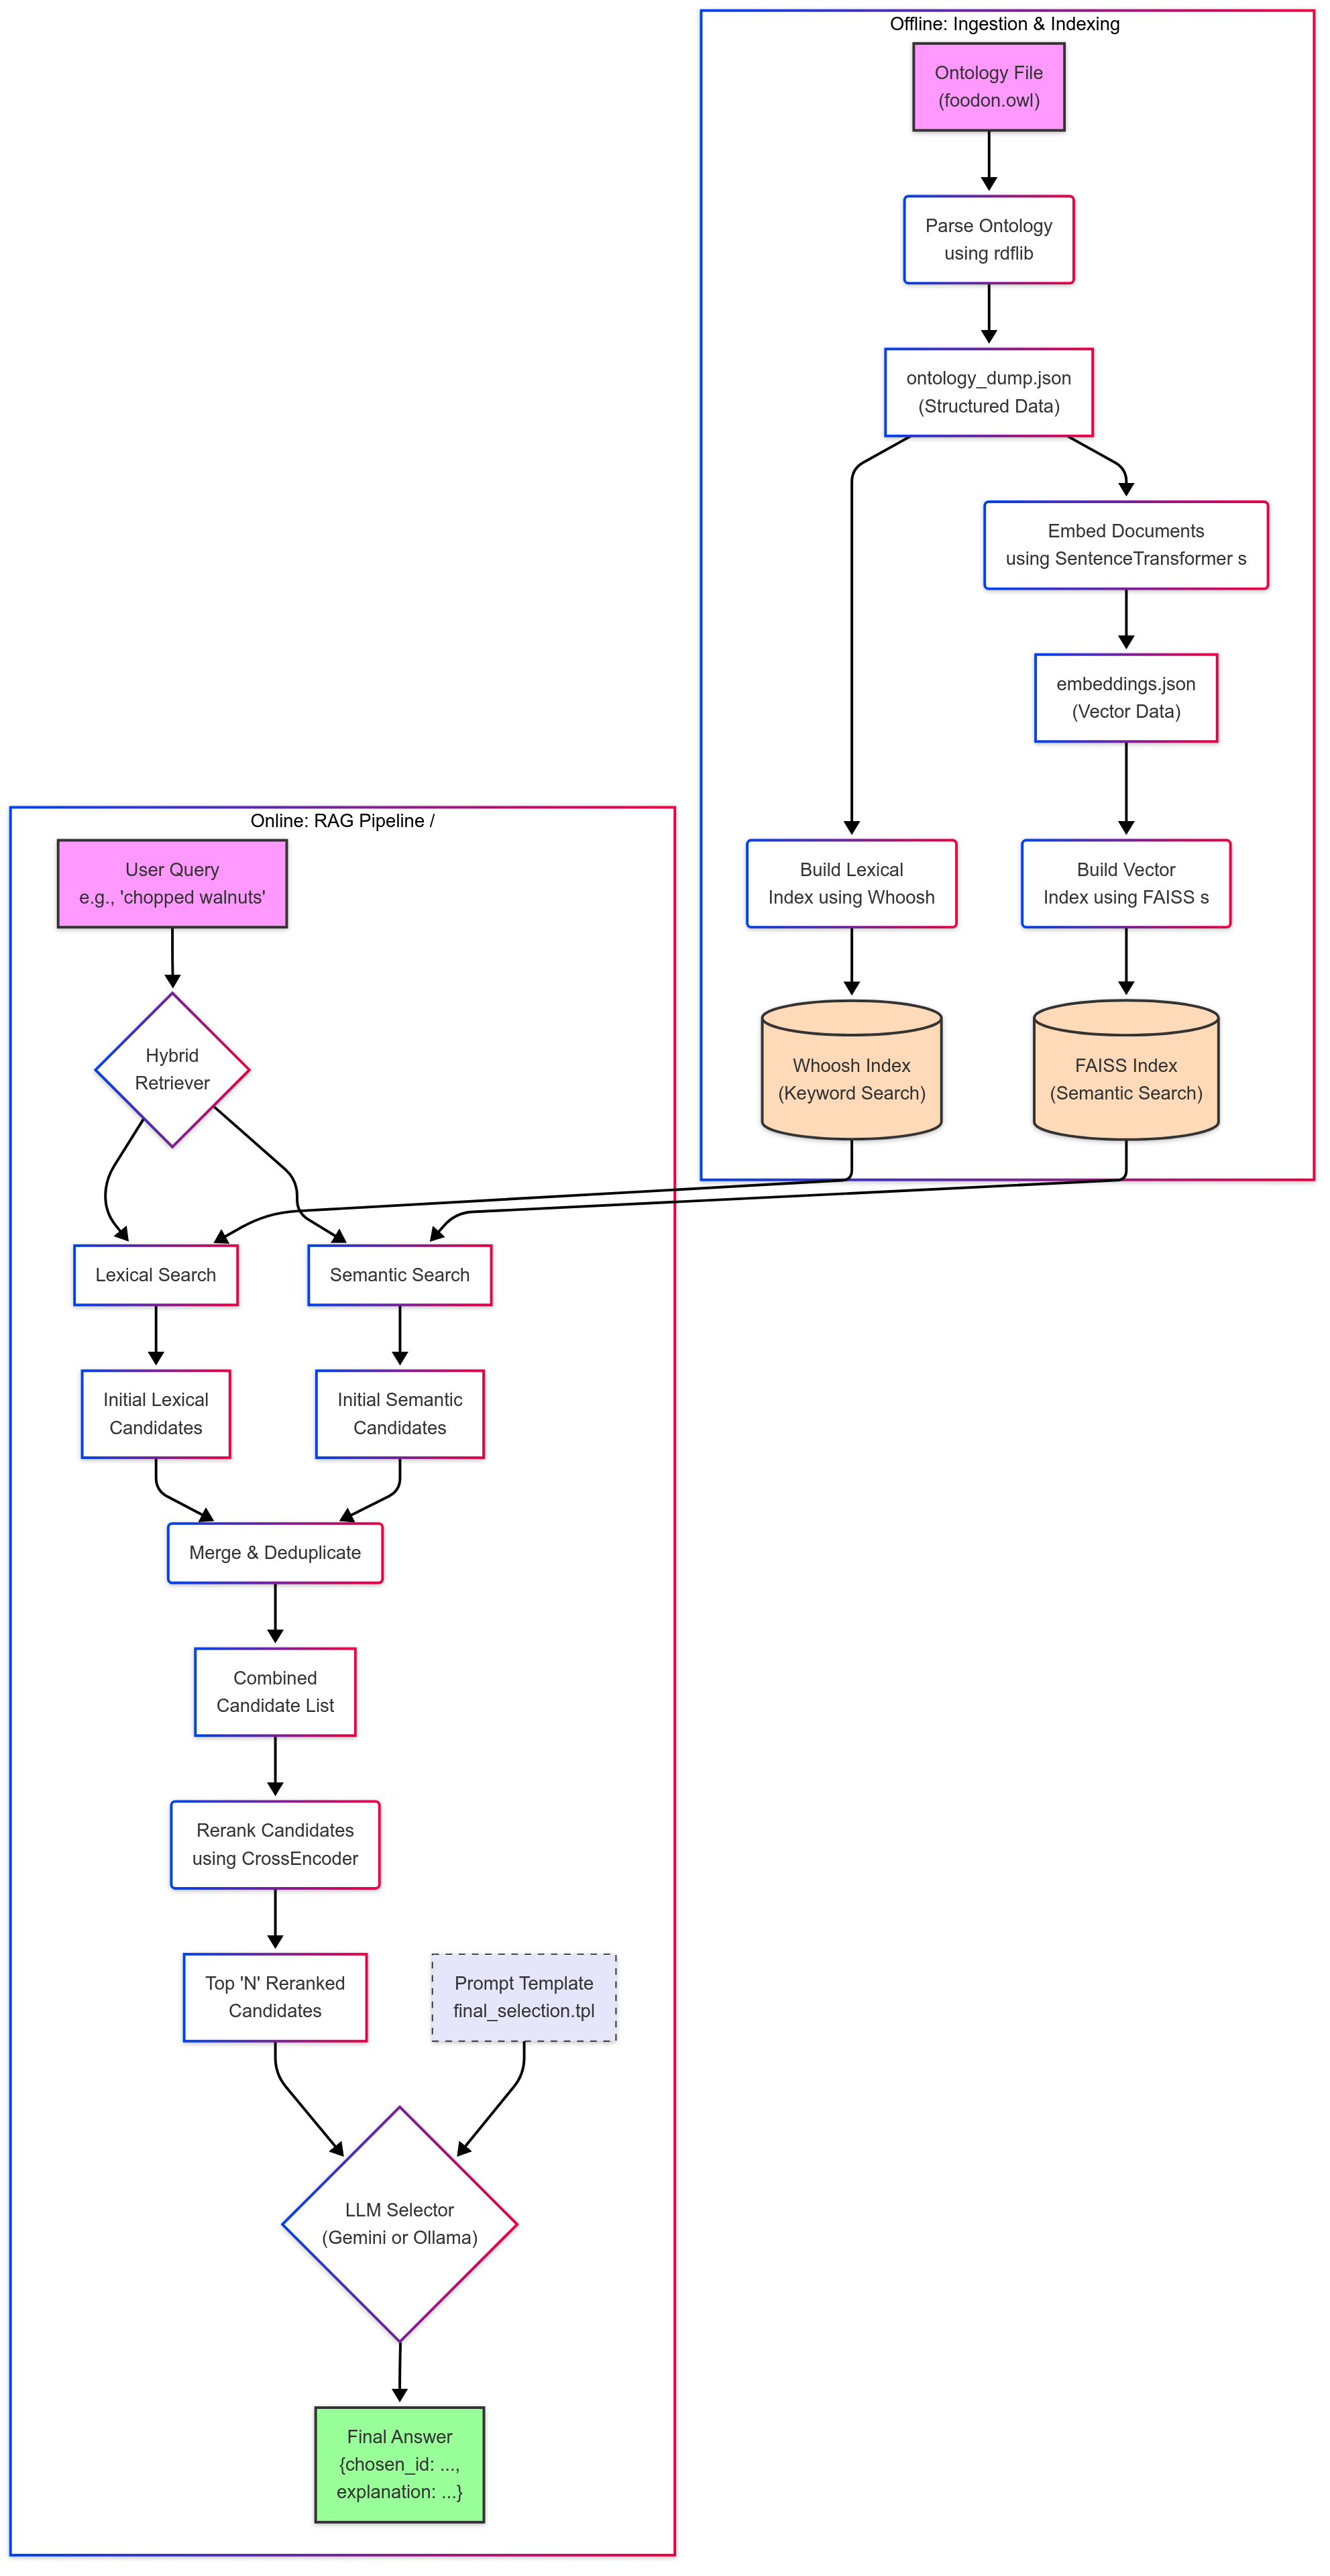 Offline: Ingestion & Indexing
Ontology File
(foodon.owl)
Parse Ontology
using rdflib
ontology_dump.json
(Structured Data)
Embed Documents
using SentenceTransformer s
embeddings.json
(Vector Data)
Build Lexical
Index using Whoosh
Build Vector
Index using FAISS s
Whoosh Index
(Keyword Search)
FAISS Index
(Semantic Search)
Online: RAG Pipeline /
User Query
e.g., 'chopped walnuts'
Hybrid
Retriever
Lexical Search
Semantic Search
Initial Lexical
Candidates
Initial Semantic
Candidates
Merge & Deduplicate
Combined
Candidate List
Rerank Candidates
using CrossEncoder
Top 'N' Reranked
Candidates
Prompt Template
final_selection.tpl
LLM Selector
(Gemini or Ollama)
Final Answer
{chosen_id: ...,
explanation: ...}